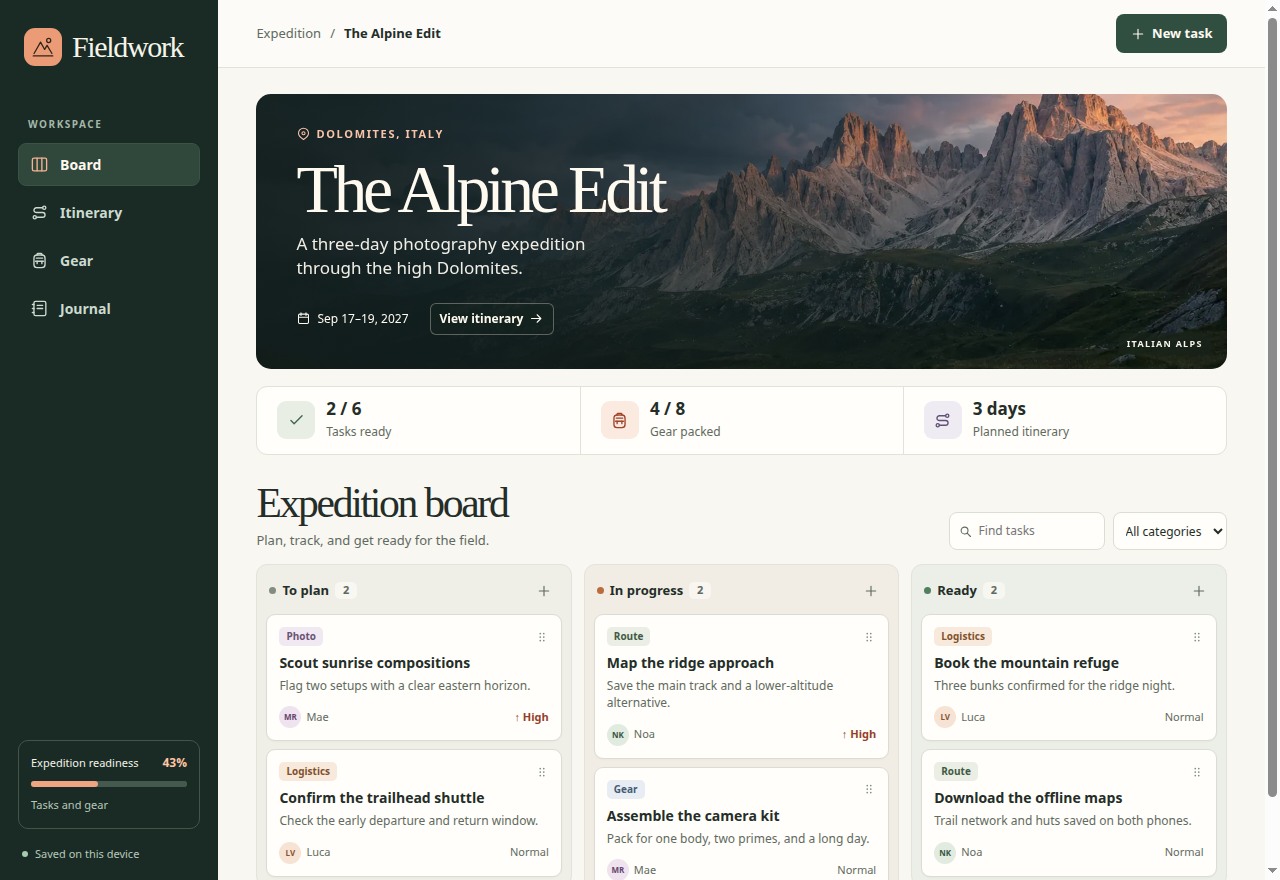 Fieldwork
WORKSPACE
Board
Itinerary
Gear
Journal
Expedition readiness 43%
Tasks and gear
Saved on this device
Expedition / The Alpine Edit
+ New task
DOLOMITES, ITALY
The Alpine Edit
A three-day photography expedition
through the high Dolomites.
Sep 17–19, 2027
View itinerary →
ITALIAN ALPS
2 / 6
Tasks ready
4 / 8
Gear packed
3 days
Planned itinerary
Expedition board
Plan, track, and get ready for the field.
Find tasks
All categories
To plan 2 +
Photo
Scout sunrise compositions
Flag two setups with a clear eastern horizon.
MR Mae ↑ High
Logistics
Confirm the trailhead shuttle
Check the early departure and return window.
LV Luca Normal
In progress 2 +
Route
Map the ridge approach
Save the main track and a lower-altitude
alternative.
NK Noa ↑ High
Gear
Assemble the camera kit
Pack for one body, two primes, and a long day.
MR Mae Normal
Ready 2 +
Logistics
Book the mountain refuge
Three bunks confirmed for the ridge night.
LV Luca Normal
Route
Download the offline maps
Trail network and huts saved on both phones.
NK Noa Normal